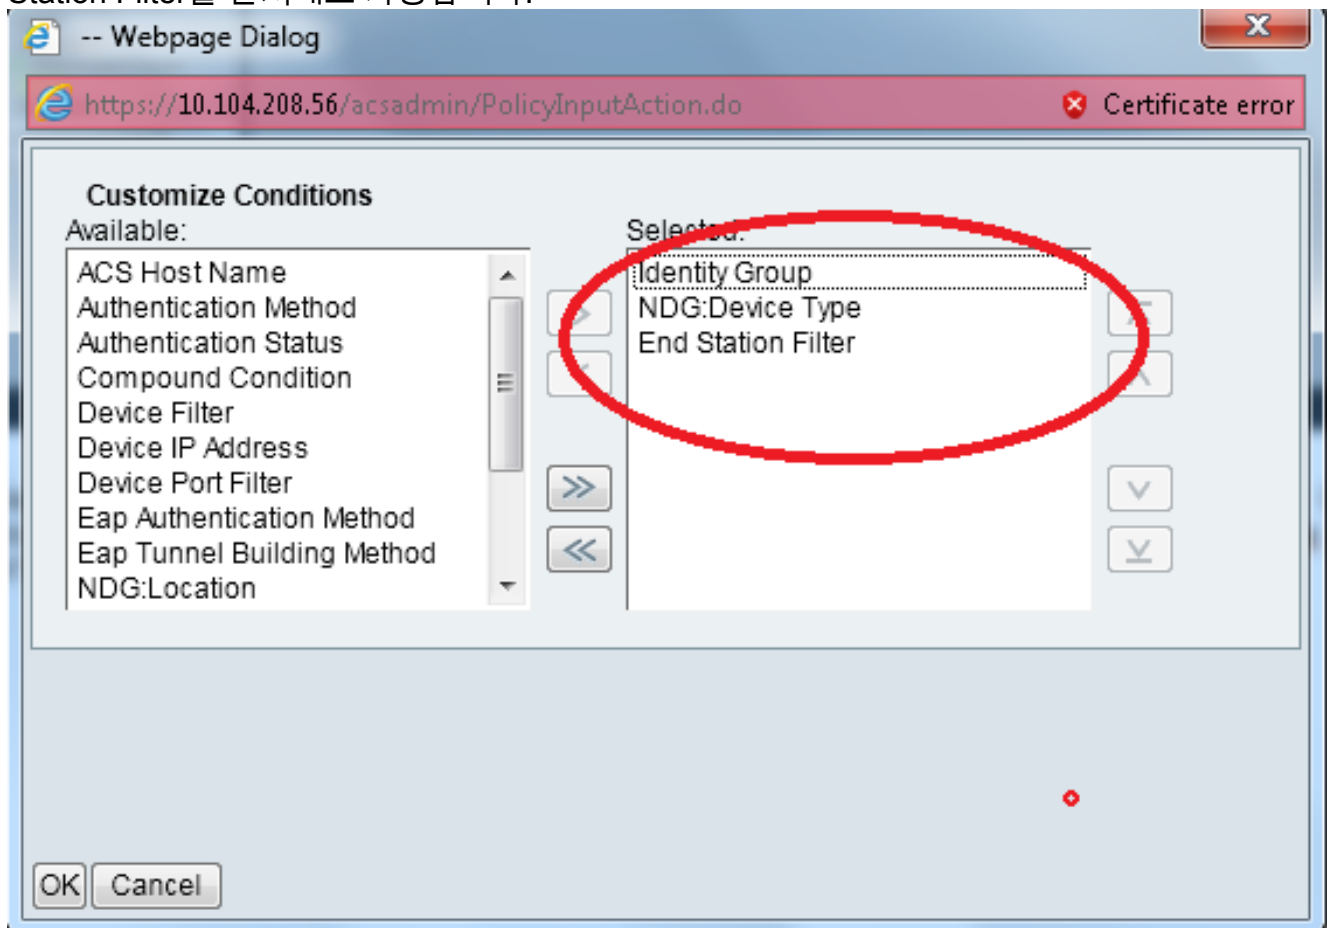 Station Filter
-- Webpage Dialog
https://10.104.208.56/acsadmin/PolicyInputAction.do
Certificate error
Customize Conditions
Available:
ACS Host Name
Authentication Method
Authentication Status
Compound Condition
Device Filter
Device IP Address
Device Port Filter
Eap Authentication Method
Eap Tunnel Building Method
NDG:Location
Selected:
Identity Group
NDG:Device Type
End Station Filter
OK
Cancel